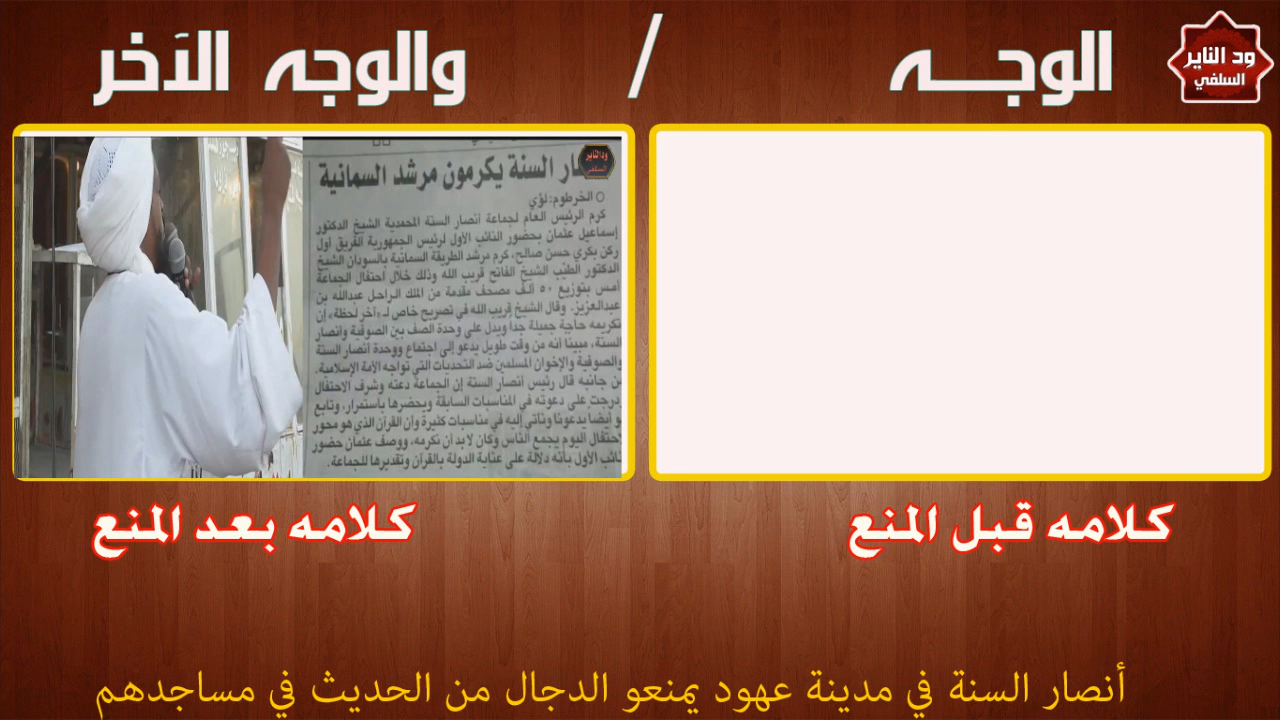 الوجـــه / والوجه الآخر
ود الناير
السلفي
ود الناير
السلفي
ـصار السنة يكرمون مرشد السمانية
○ الخرطوم: لؤي
كرم الرئيس العام لجماعة أنصار السنة المحمدية الشيخ الدكتور
إسماعيل عثمان بحضور النائب الأول لرئيس الجمهورية الفريق أول
ركن بكري حسن صالح، كرم مرشد الطريقة السمانية بالسودان الشيخ
الدكتور الطيب الشيخ الفاتح قريب الله وذلك خلال احتفال الجماعة
أمس بتوزيع ٥٠ ألف مصحف مقدمة من الملك الراحل عبدالله بن
عبدالعزيز. وقال الشيخ قريب الله في تصريح خاص لـ «آخر لحظة» إن
تكريمه حاجة جميلة جدا ويدل على وحدة الصف بين الصوفية وأنصار
السنة، مبينا أنه من وقت طويل يدعو إلى اجتماع ووحدة أنصار السنة
والصوفية والإخوان المسلمين ضد التحديات التي تواجه الأمة الإسلامية.
من جانبه قال رئيس أنصار السنة إن الجماعة دعته وشرف الاحتفال
ودرجت على دعوته في المناسبات السابقة ويحضرها باستمرار، وتابع
هو أيضا يدعونا ونأتي إليه في مناسبات كثيرة وأن القرآن الذي هو محور
الاحتفال اليوم يجمع الناس وكان لابد أن نكرمه، ووصف عثمان حضور
النائب الأول بأنه دلالة على عناية الدولة بالقرآن وتقديرها للجماعة.
كلامه قبل المنع
كلامه بعد المنع
أنصار السنة في مدينة عهود يمنعو الدجال من الحديث في مساجدهم